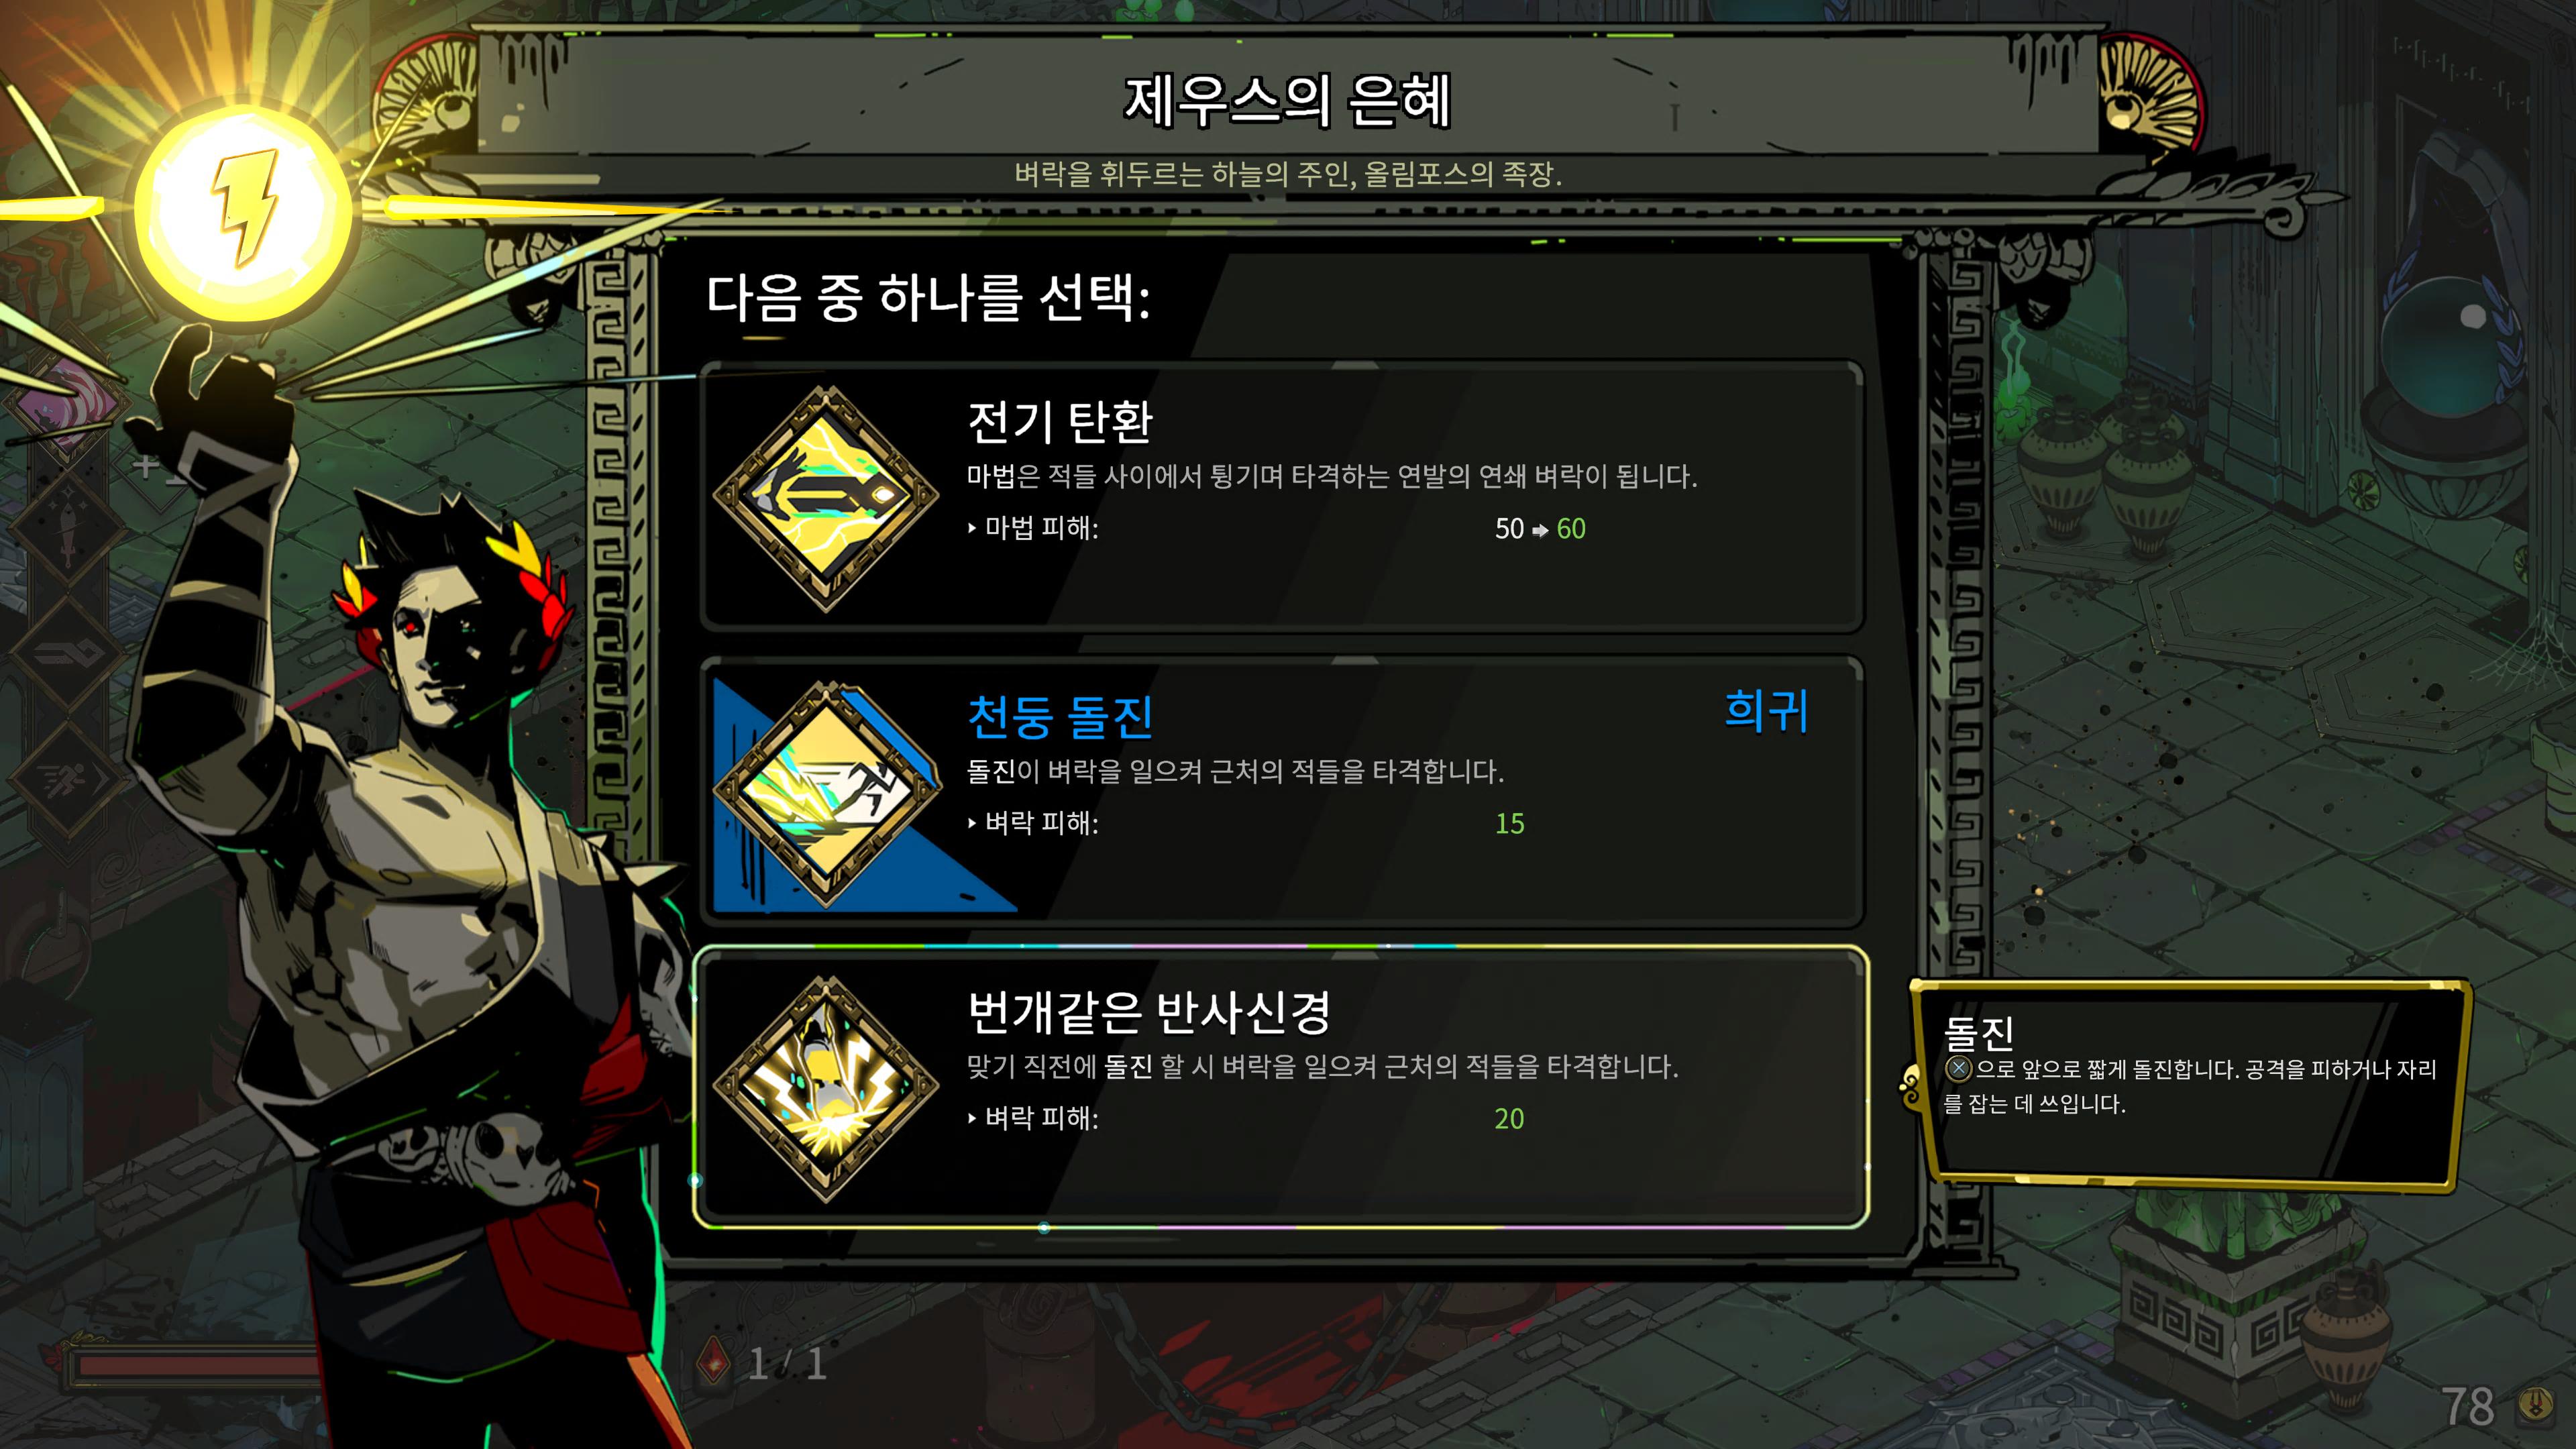 제우스의 은혜
벼락을 휘두르는 하늘의 주인, 올림포스의 족장.
다음 중 하나를 선택:
전기 탄환
마법은 적들 사이에서 튕기며 타격하는 연발의 연쇄 벼락이 됩니다.
‣ 마법 피해: 50 ➡ 60
천둥 돌진 희귀
돌진이 벼락을 일으켜 근처의 적들을 타격합니다.
‣ 벼락 피해: 15
번개같은 반사신경
맞기 직전에 돌진 할 시 벼락을 일으켜 근처의 적들을 타격합니다.
‣ 벼락 피해: 20
돌진
ⓧ으로 앞으로 짧게 돌진합니다. 공격을 피하거나 자리
를 잡는 데 쓰입니다.
1 / 1
78